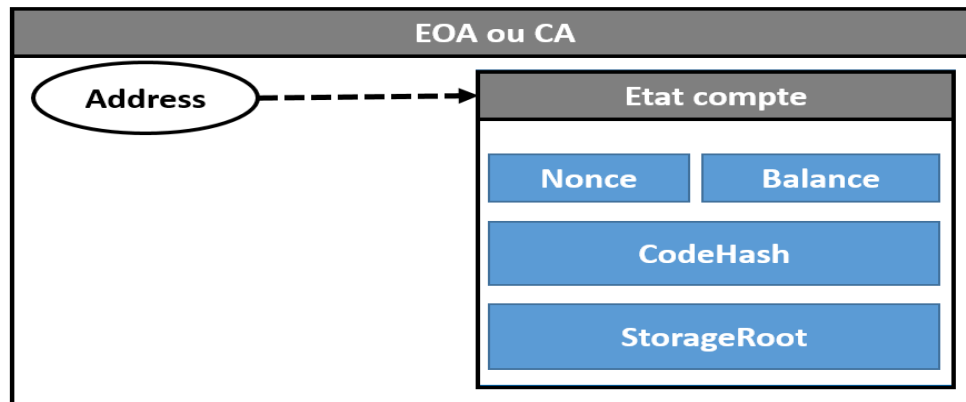 EOA ou CA
Address
Etat compte
Nonce
Balance
CodeHash
StorageRoot